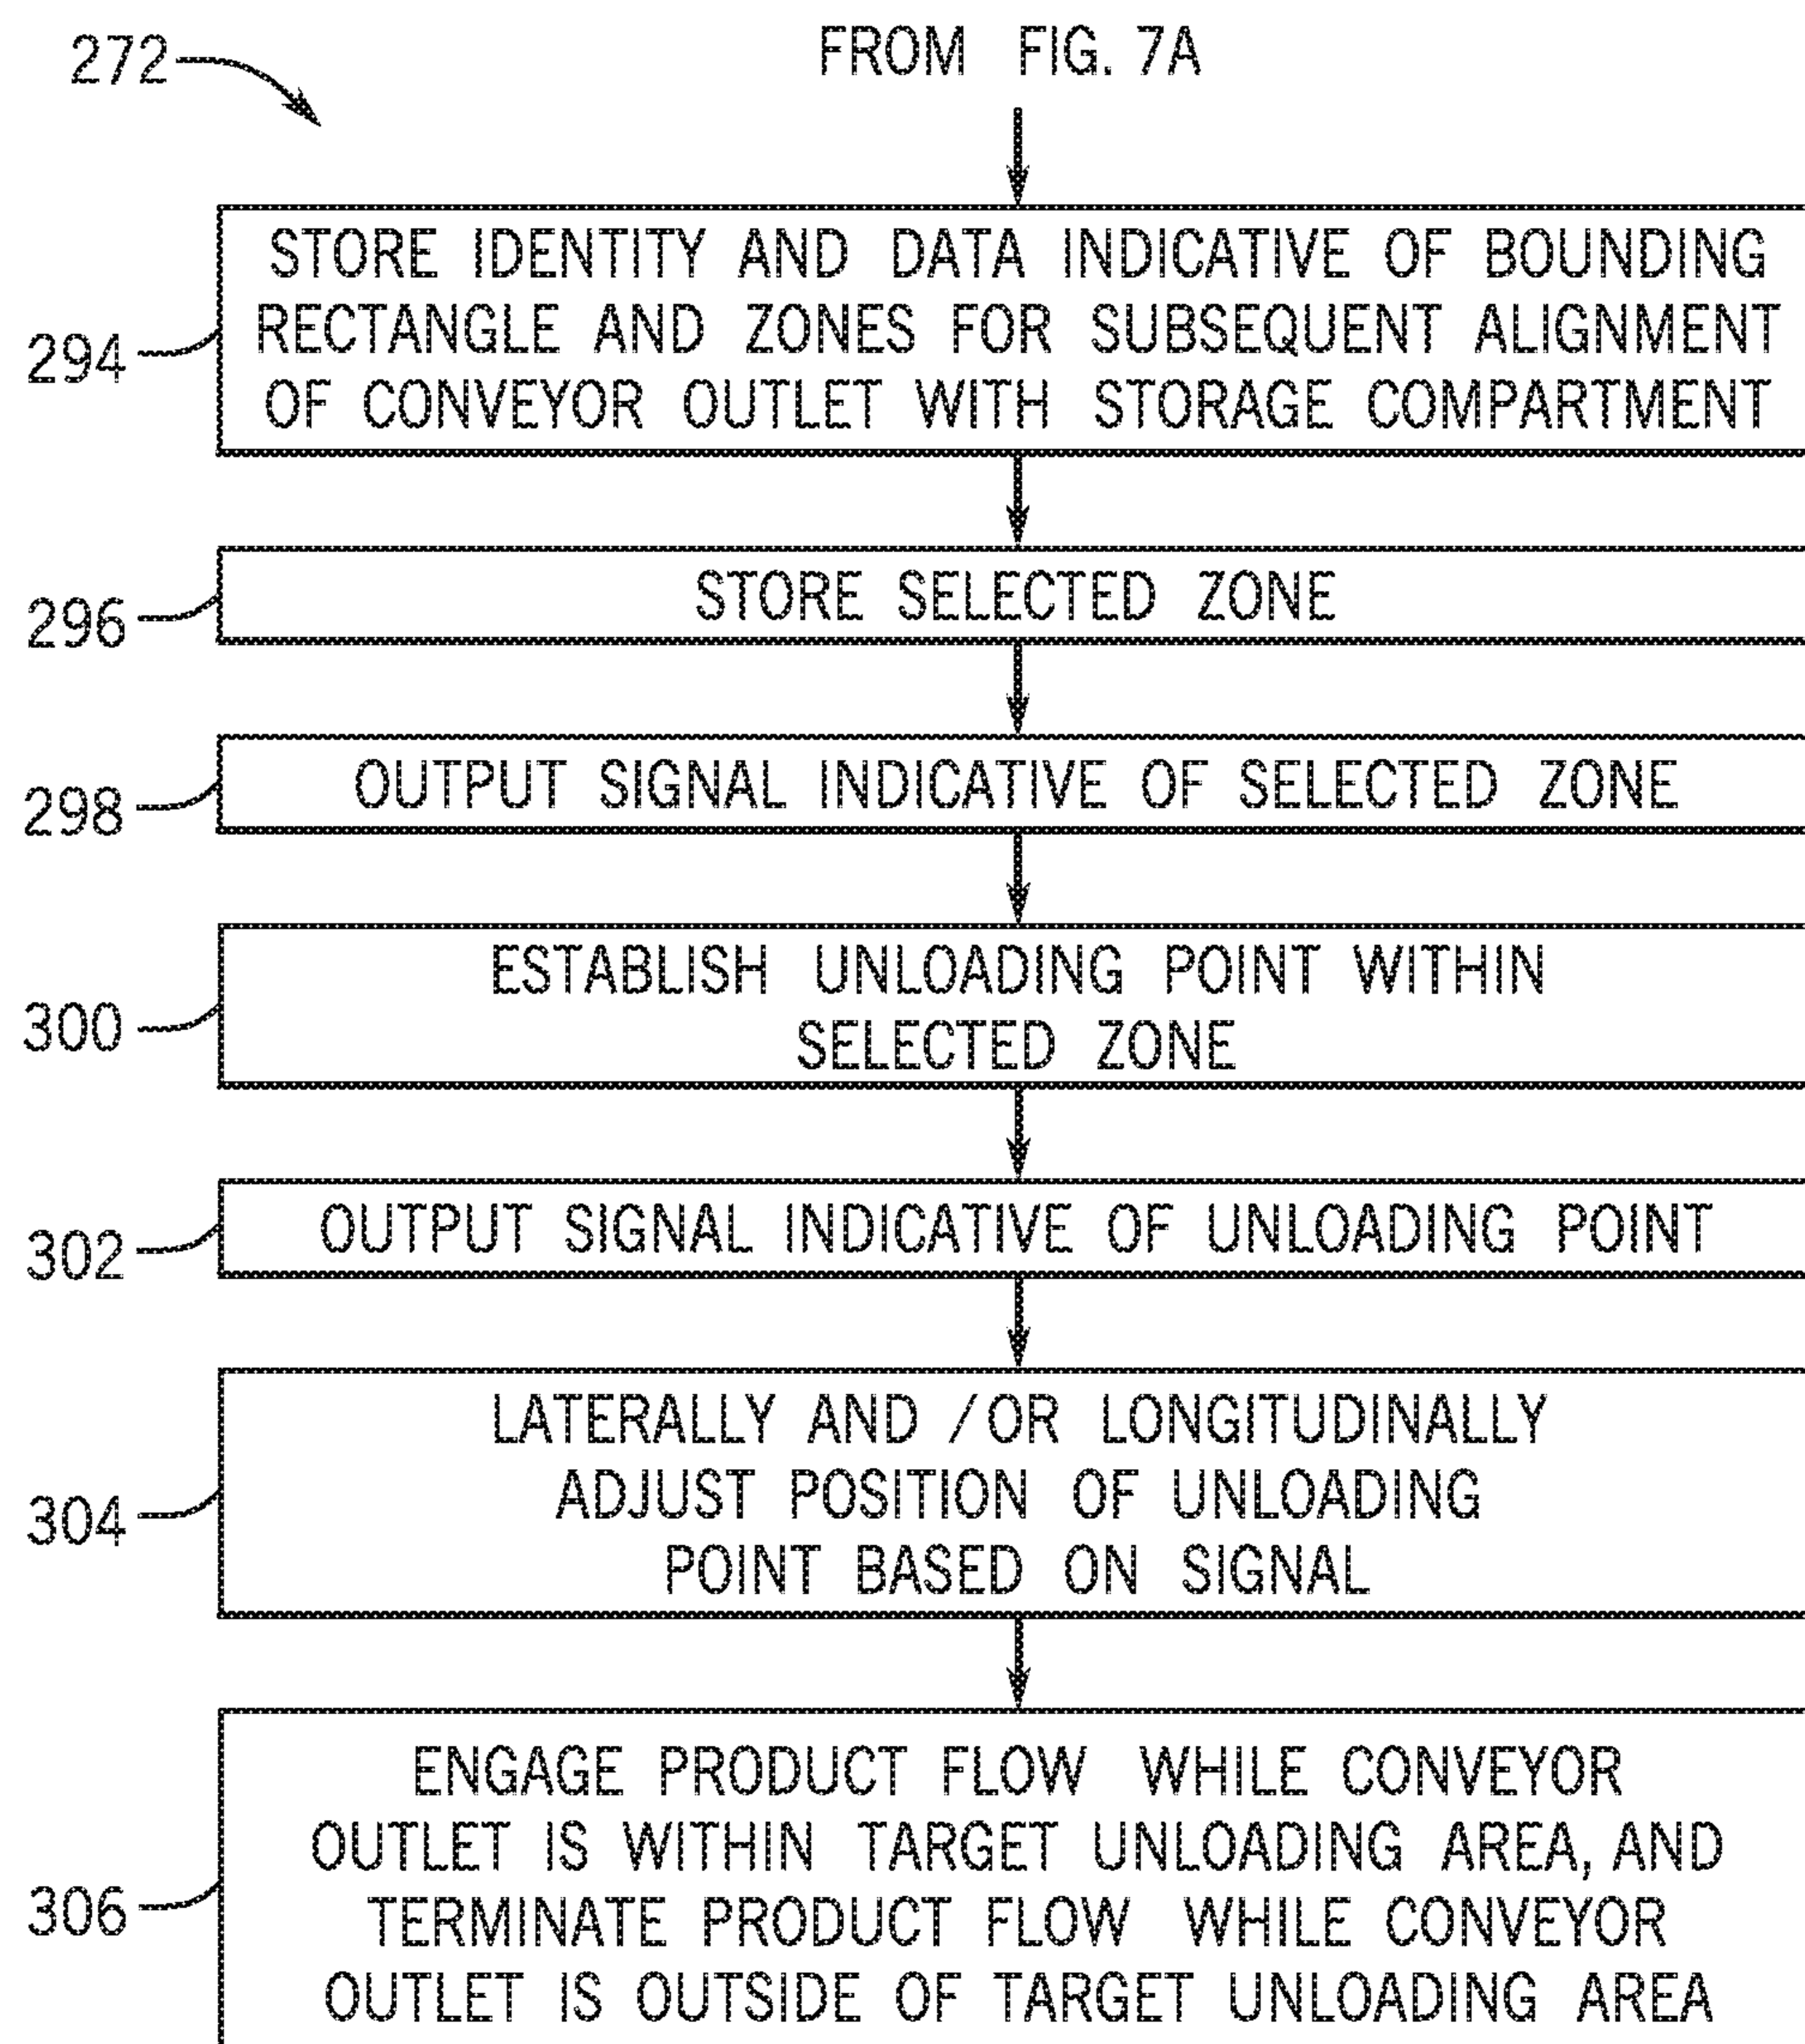 272
FROM FIG. 7A
STORE IDENTITY AND DATA INDICATIVE OF BOUNDING
RECTANGLE AND ZONES FOR SUBSEQUENT ALIGNMENT
OF CONVEYOR OUTLET WITH STORAGE COMPARTMENT
294
STORE SELECTED ZONE
296
OUTPUT SIGNAL INDICATIVE OF SELECTED ZONE
298
ESTABLISH UNLOADING POINT WITHIN
SELECTED ZONE
300
OUTPUT SIGNAL INDICATIVE OF UNLOADING POINT
302
LATERALLY AND /OR LONGITUDINALLY
ADJUST POSITION OF UNLOADING
POINT BASED ON SIGNAL
304
ENGAGE PRODUCT FLOW WHILE CONVEYOR
OUTLET IS WITHIN TARGET UNLOADING AREA, AND
TERMINATE PRODUCT FLOW WHILE CONVEYOR
OUTLET IS OUTSIDE OF TARGET UNLOADING AREA
306